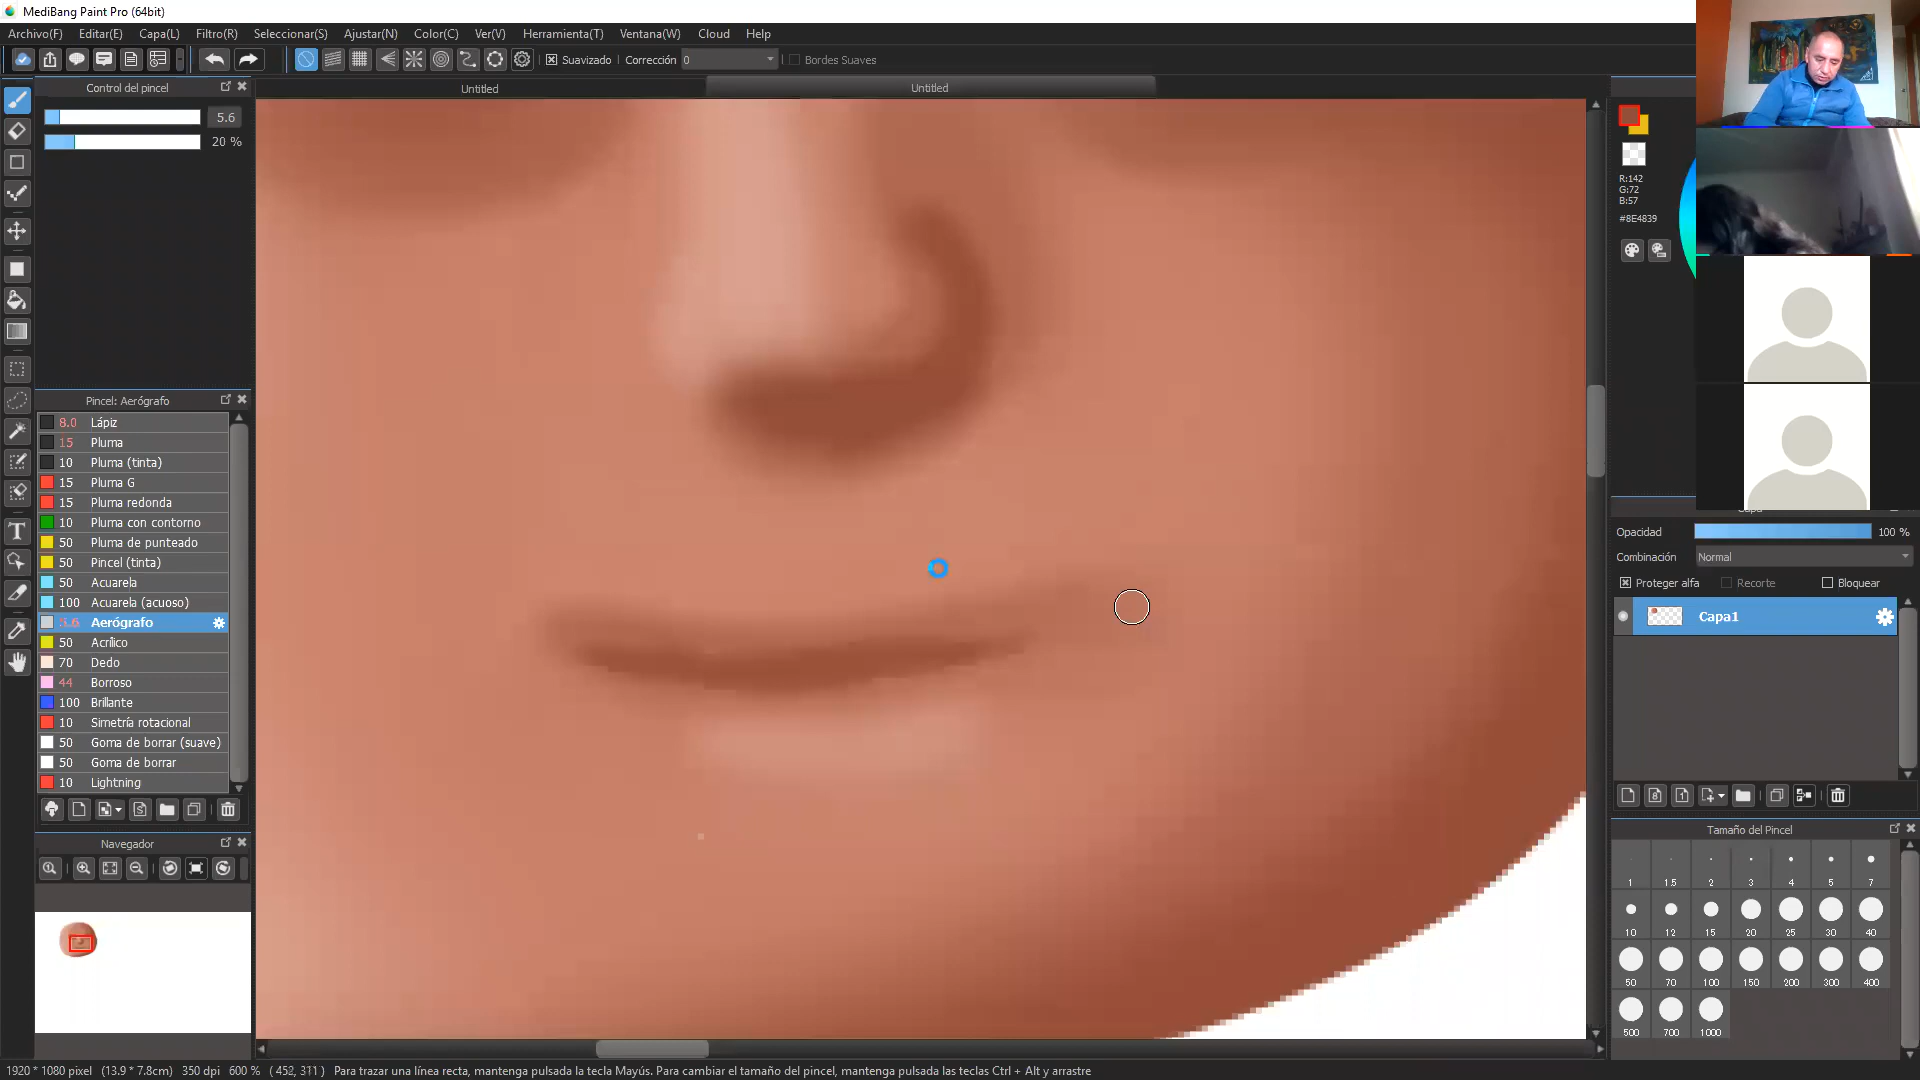 MediBang Paint Pro (64bit)
Archivo(F) Editar(E) Capa(L) Filtro(R) Seleccionar(S) Ajustar(N) Color(C) Ver(V) Herramienta(T) Ventana(W) Cloud Help
Suavizado Corrección 0 Bordes Suaves
Control del pincel
Untitled
Untitled
5.6
20 %
R:142
G:72
B:57
#8E4839
Pincel: Aerógrafo
8.0 Lápiz
15 Pluma
10 Pluma (tinta)
15 Pluma G
15 Pluma redonda
10 Pluma con contorno
50 Pluma de punteado
50 Pincel (tinta)
50 Acuarela
100 Acuarela (acuoso)
5.6 Aerógrafo
50 Acrílico
70 Dedo
44 Borroso
100 Brillante
10 Simetría rotacional
50 Goma de borrar (suave)
50 Goma de borrar
10 Lightning
Navegador
Opacidad 100 %
Combinación Normal
Proteger alfa Recorte Bloquear
Capa1
Tamaño del Pincel
1 1.5 2 3 4 5 7
10 12 15 20 25 30 40
50 70 100 150 200 300 400
500 700 1000
1920 * 1080 pixel (13.9 * 7.8cm) 350 dpi 600 % ( 452, 311 ) Para trazar una línea recta, mantenga pulsada la tecla Mayús. Para cambiar el tamaño del pincel, mantenga pulsada las teclas Ctrl + Alt y arrastre